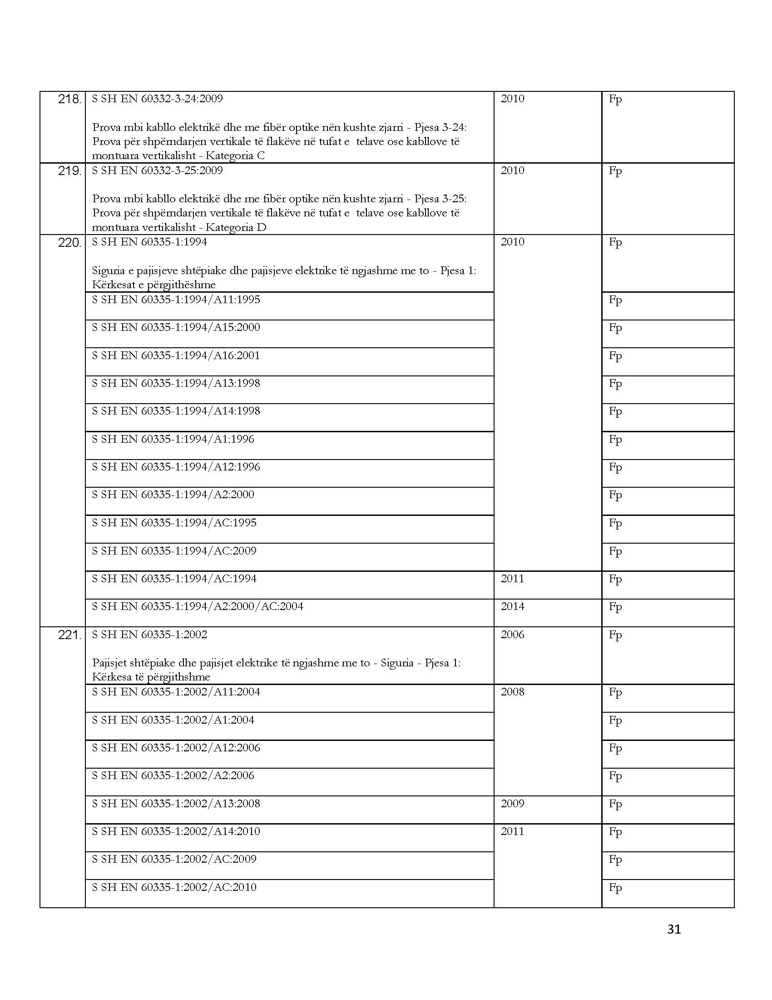 218. S SH EN 60332-3-24:2009 2010 Fp
Prova mbi kabllo elektrikë dhe me fibër optike nën kushte zjarri - Pjesa 3-24:
Prova për shpërndarjen vertikale të flakëve në tufat e  telave ose kabllove të
montuara vertikalisht - Kategoria C
219. S SH EN 60332-3-25:2009 2010 Fp
Prova mbi kabllo elektrikë dhe me fibër optike nën kushte zjarri - Pjesa 3-25:
Prova për shpërndarjen vertikale të flakëve në tufat e  telave ose kabllove të
montuara vertikalisht - Kategoria D
220. S SH EN 60335-1:1994 2010 Fp
Siguria e pajisjeve shtëpiake dhe pajisjeve elektrike të ngjashme me to - Pjesa 1:
Kërkesat e përgjithëshme
S SH EN 60335-1:1994/A11:1995 Fp
S SH EN 60335-1:1994/A15:2000 Fp
S SH EN 60335-1:1994/A16:2001 Fp
S SH EN 60335-1:1994/A13:1998 Fp
S SH EN 60335-1:1994/A14:1998 Fp
S SH EN 60335-1:1994/A1:1996 Fp
S SH EN 60335-1:1994/A12:1996 Fp
S SH EN 60335-1:1994/A2:2000 Fp
S SH EN 60335-1:1994/AC:1995 Fp
S SH EN 60335-1:1994/AC:2009 Fp
S SH EN 60335-1:1994/AC:1994 2011 Fp
S SH EN 60335-1:1994/A2:2000/AC:2004 2014 Fp
221. S SH EN 60335-1:2002 2006 Fp
Pajisjet shtëpiake dhe pajisjet elektrike të ngjashme me to - Siguria - Pjesa 1:
Kërkesa të përgjithshme
S SH EN 60335-1:2002/A11:2004 2008 Fp
S SH EN 60335-1:2002/A1:2004 Fp
S SH EN 60335-1:2002/A12:2006 Fp
S SH EN 60335-1:2002/A2:2006 Fp
S SH EN 60335-1:2002/A13:2008 2009 Fp
S SH EN 60335-1:2002/A14:2010 2011 Fp
S SH EN 60335-1:2002/AC:2009 Fp
S SH EN 60335-1:2002/AC:2010 Fp
31